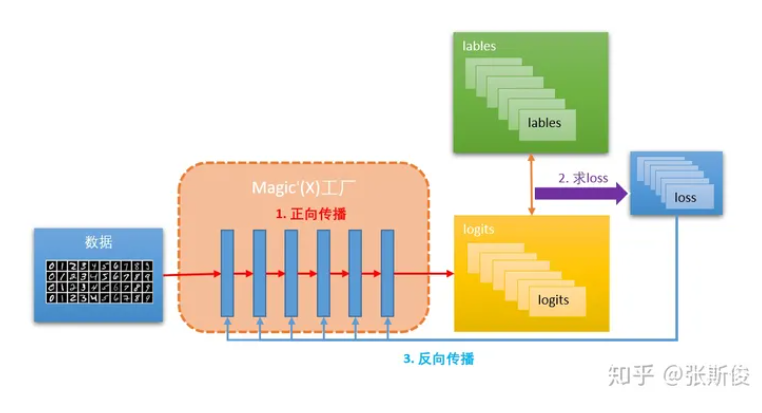 lables
lables
2. 求loss
loss
Magic'(X)工厂
1. 正向传播
数据
logits
logits
3. 反向传播
知乎 @张斯俊